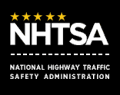 NHTSA
NATIONAL HIGHWAY TRAFFIC
SAFETY ADMINISTRATION